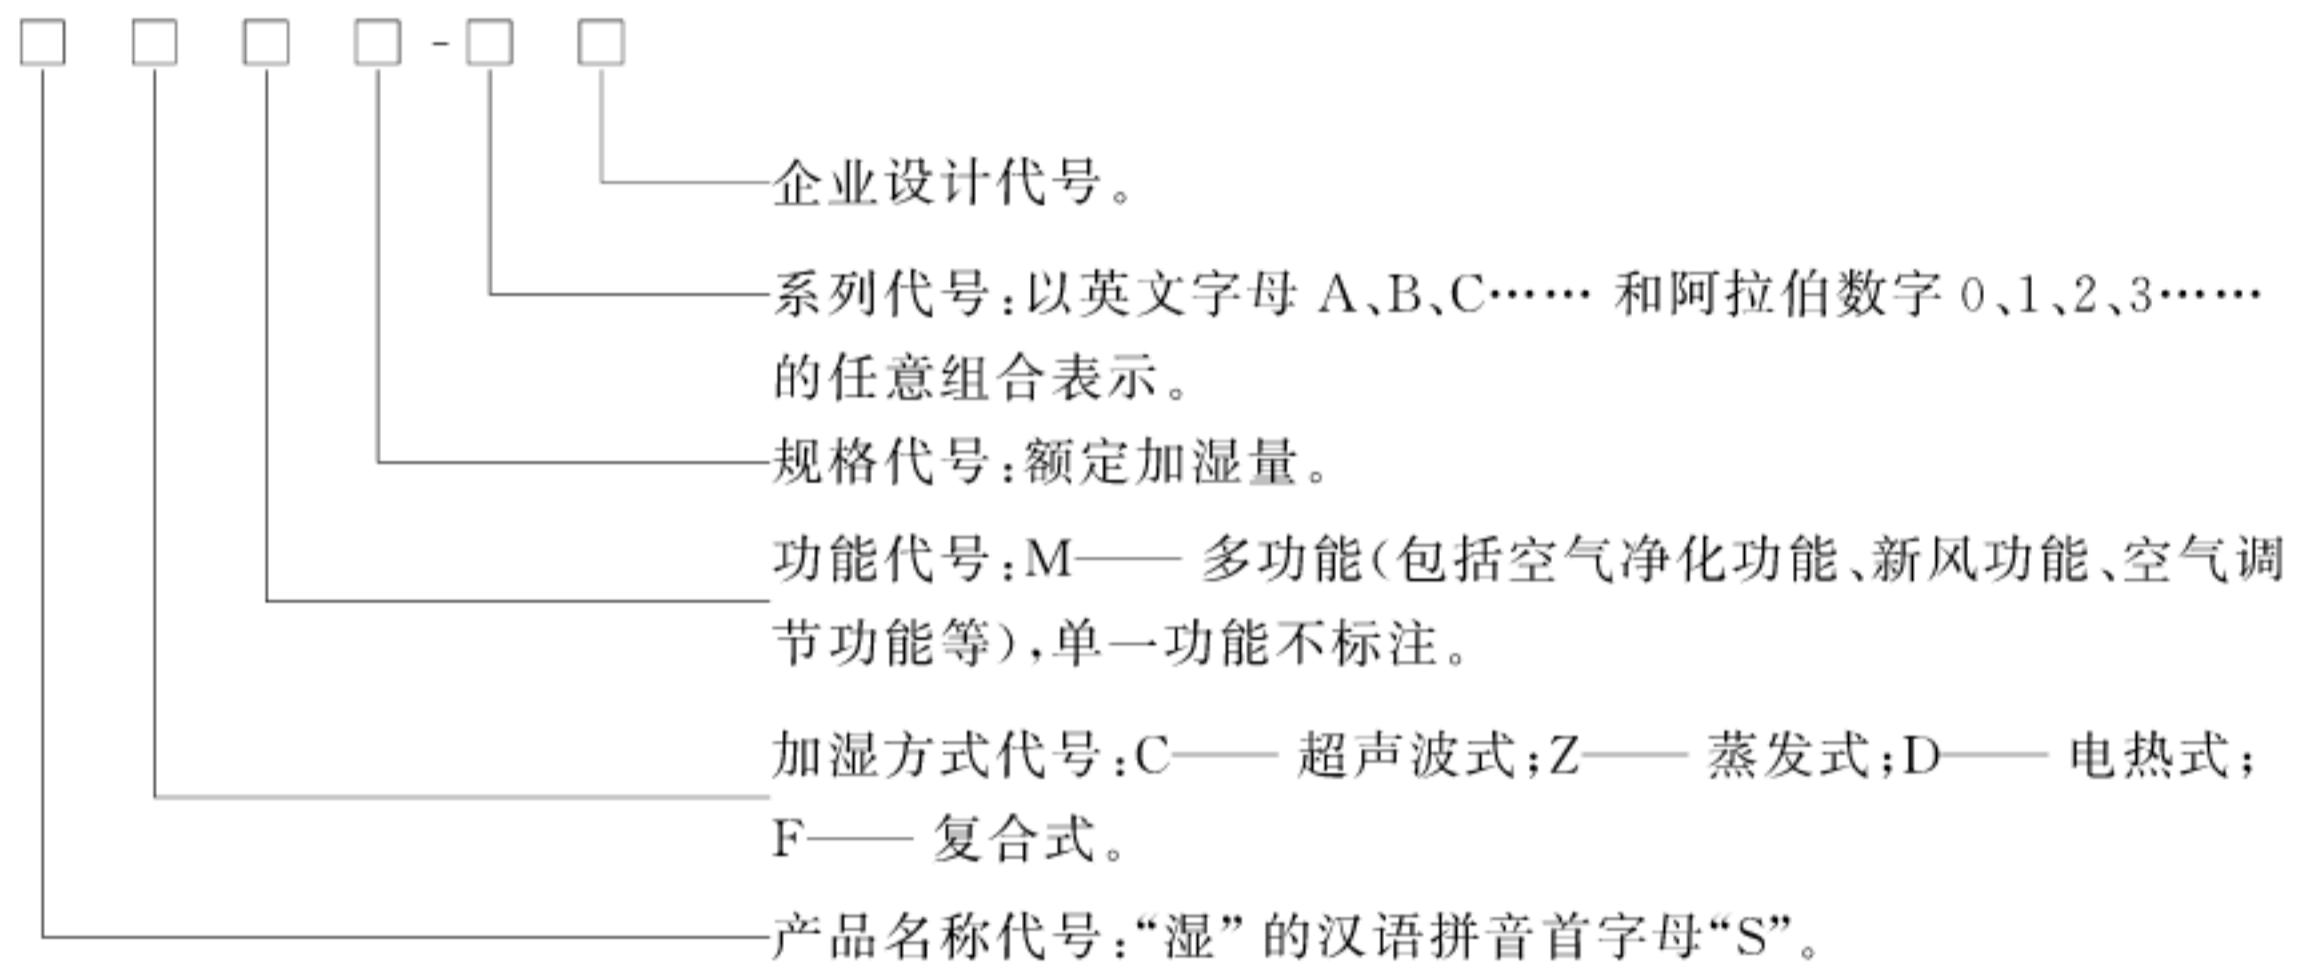 □ □ □ □ - □ □
企业设计代号。
系列代号:以英文字母 A、B、C…… 和阿拉伯数字 0、1、2、3……
的任意组合表示。
规格代号:额定加湿量。
功能代号:M—— 多功能(包括空气净化功能、新风功能、空气调
节功能等),单一功能不标注。
加湿方式代号:C—— 超声波式;Z—— 蒸发式;D—— 电热式;
F—— 复合式。
产品名称代号:“湿” 的汉语拼音首字母“S”。